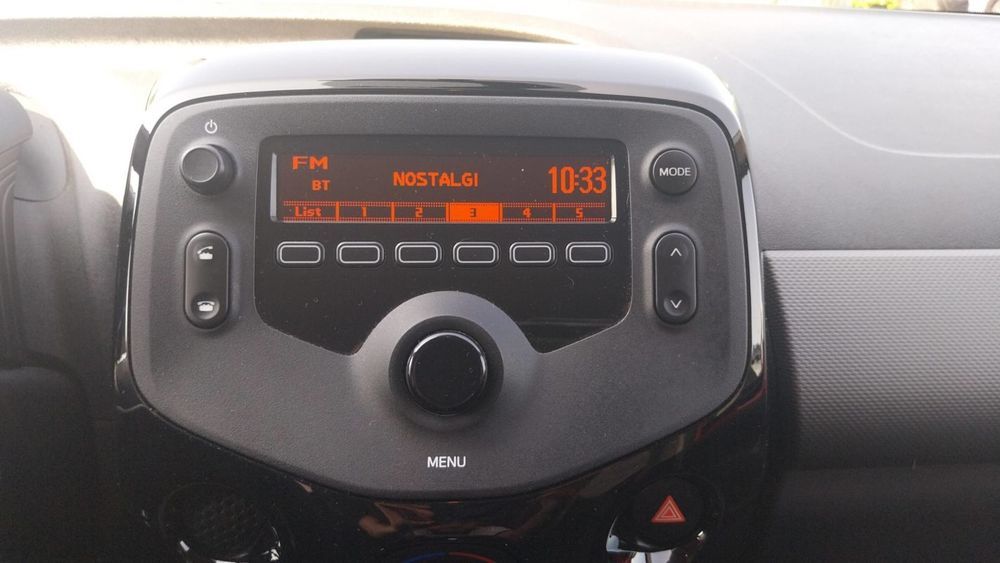 FM
BT NOSTALGI 10:33
List 1 2 3 4 5
MODE
MENU